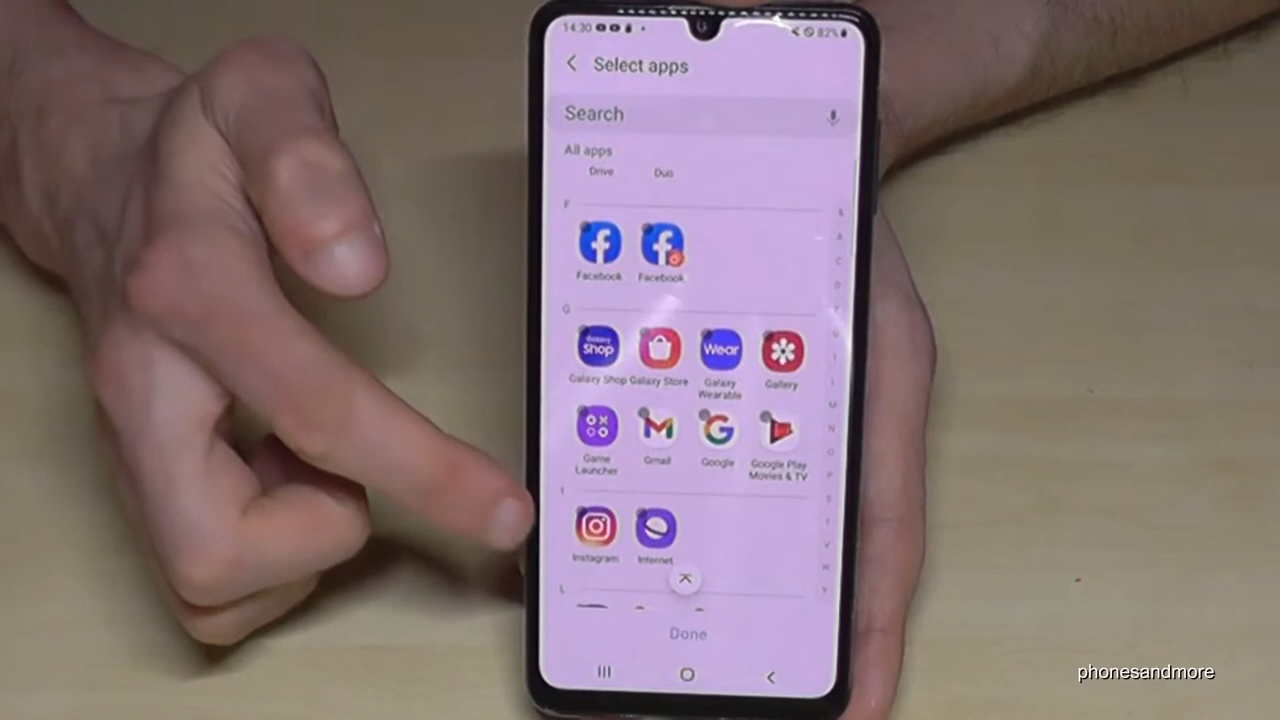 14:30 82%
Select apps
Search
All apps
Drive Duo
F
Facebook Facebook
G
Galaxy Shop
Wear
Galaxy Shop Galaxy Store Galaxy Wearable Gallery
Game Launcher Gmail Google Google Play Movies & TV
I
Instagram Internet
L
Done
phonesandmore